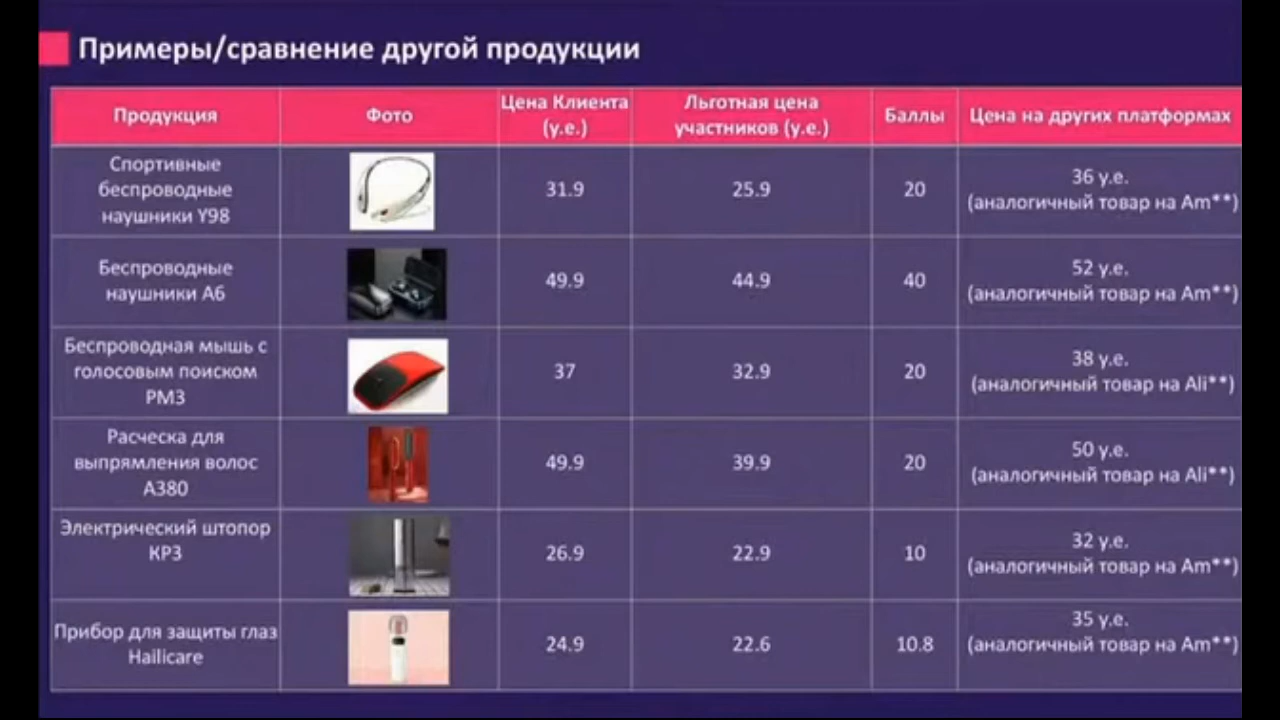 Примеры/сравнение другой продукции
Продукция
Фото
Цена Клиента
(у.е.)
Льготная цена
участников (у.е.)
Баллы
Цена на других платформах
Спортивные
беспроводные
наушники Y98
31.9
25.9
20
36 у.е.
(аналогичный товар на Am**)
Беспроводные
наушники А6
49.9
44.9
40
52 у.е.
(аналогичный товар на Am**)
Беспроводная мышь с
голосовым поиском
РМ3
37
32.9
20
38 у.е.
(аналогичный товар на Ali**)
Расческа для
выпрямления волос
А380
49.9
39.9
20
50 у.е.
(аналогичный товар на Ali**)
Электрический штопор
КР3
26.9
22.9
10
32 у.е.
(аналогичный товар на Am**)
Прибор для защиты глаз
Hailicare
24.9
22.6
10.8
35 у.е.
(аналогичный товар на Am**)